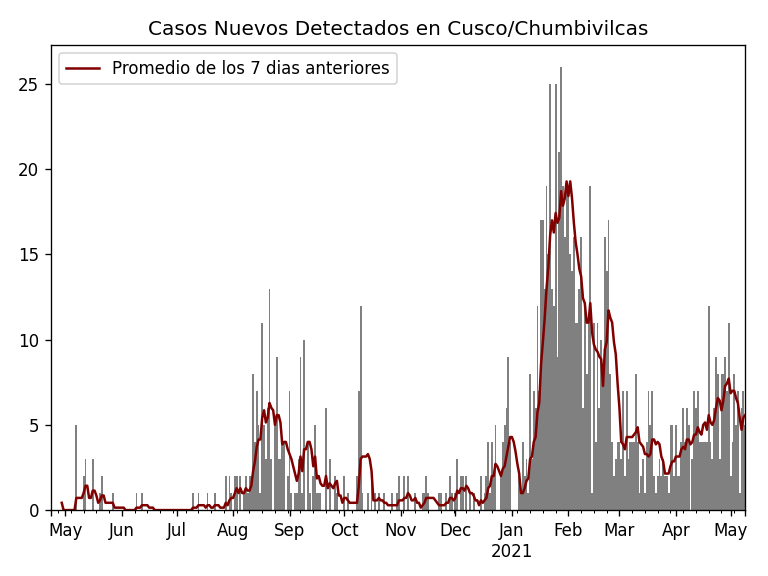 Casos Nuevos Detectados en Cusco/Chumbivilcas
Promedio de los 7 dias anteriores
25
20
15
10
5
0
May Jun Jul Aug Sep Oct Nov Dec Jan Feb Mar Apr May
2021